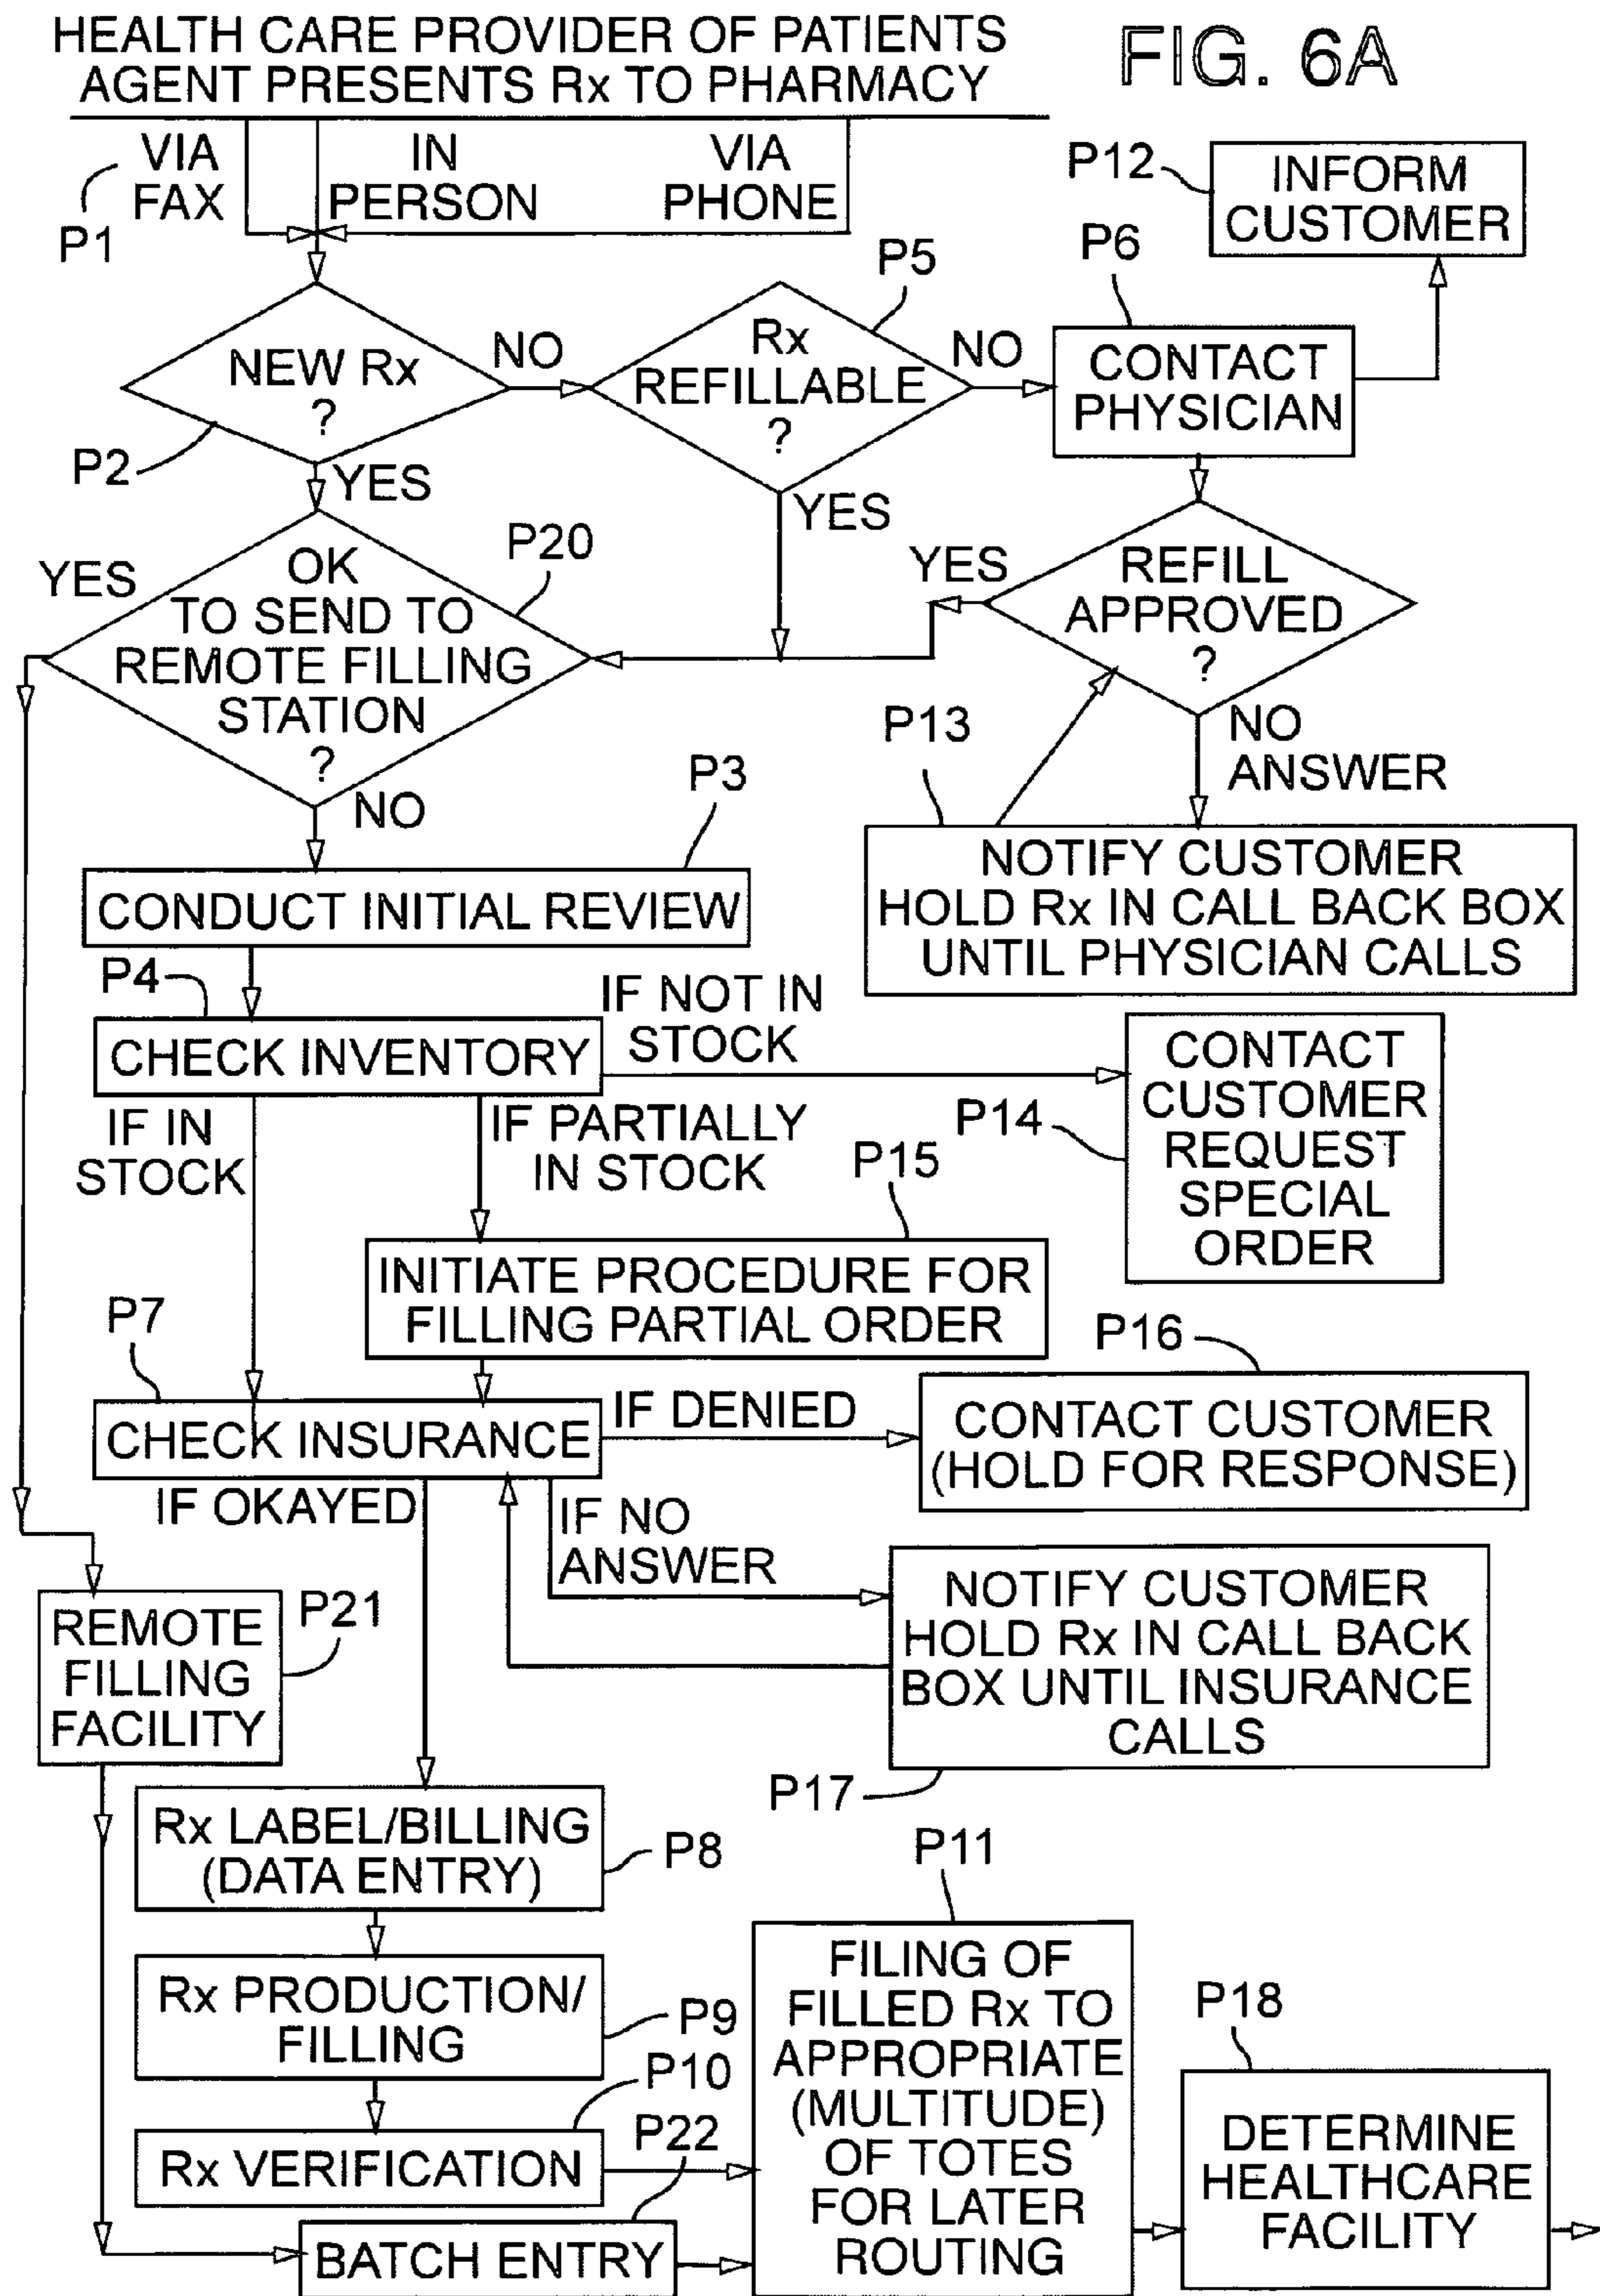 HEALTH CARE PROVIDER OF PATIENTS
AGENT PRESENTS Rx TO PHARMACY
FIG. 6A
VIA
FAX
IN
PERSON
VIA
PHONE
P1
P12
INFORM
CUSTOMER
P5
P6
NEW Rx
?
NO
Rx
REFILLABLE
?
NO
CONTACT
PHYSICIAN
P2
YES
YES
YES
OK
TO SEND TO
REMOTE FILLING
STATION
?
P20
YES
REFILL
APPROVED
?
NO
P3
P13
NO
ANSWER
CONDUCT INITIAL REVIEW
NOTIFY CUSTOMER
HOLD Rx IN CALL BACK BOX
UNTIL PHYSICIAN CALLS
P4
CHECK INVENTORY
IF NOT IN
STOCK
IF IN
STOCK
IF PARTIALLY
IN STOCK
P14
CONTACT
CUSTOMER
REQUEST
SPECIAL
ORDER
P15
INITIATE PROCEDURE FOR
FILLING PARTIAL ORDER
P7
P16
CHECK INSURANCE
IF DENIED
CONTACT CUSTOMER
(HOLD FOR RESPONSE)
IF OKAYED
IF NO
ANSWER
NOTIFY CUSTOMER
HOLD Rx IN CALL BACK
BOX UNTIL INSURANCE
CALLS
REMOTE
FILLING
FACILITY
P21
P17
Rx LABEL/BILLING
(DATA ENTRY)
P8
P11
Rx PRODUCTION/
FILLING
P9
FILING OF
FILLED Rx TO
APPROPRIATE
(MULTITUDE)
OF TOTES
FOR LATER
ROUTING
P18
P10
Rx VERIFICATION
P22
BATCH ENTRY
DETERMINE
HEALTHCARE
FACILITY